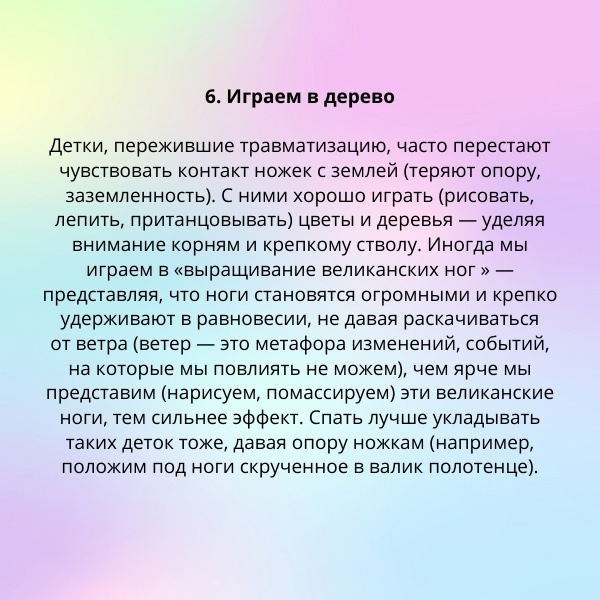 6. Играем в дерево
Детки, пережившие травматизацию, часто перестают
чувствовать контакт ножек с землей (теряют опору,
заземленность). С ними хорошо играть (рисовать,
лепить, пританцовывать) цветы и деревья — уделяя
внимание корням и крепкому стволу. Иногда мы
играем в «выращивание великанских ног » —
представляя, что ноги становятся огромными и крепко
удерживают в равновесии, не давая раскачиваться
от ветра (ветер — это метафора изменений, событий,
на которые мы повлиять не можем), чем ярче мы
представим (нарисуем, помассируем) эти великанские
ноги, тем сильнее эффект. Спать лучше укладывать
таких деток тоже, давая опору ножкам (например,
положим под ноги скрученное в валик полотенце).